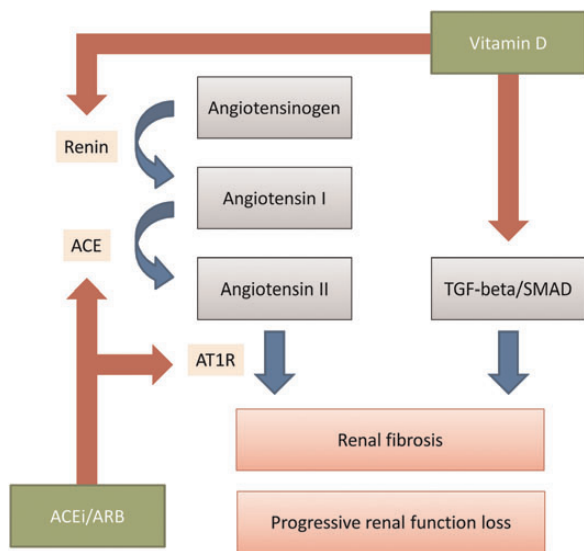 Vitamin D
Angiotensinogen
Renin
Angiotensin I
ACE
Angiotensin II
TGF-beta/SMAD
AT1R
Renal fibrosis
ACEi/ARB
Progressive renal function loss